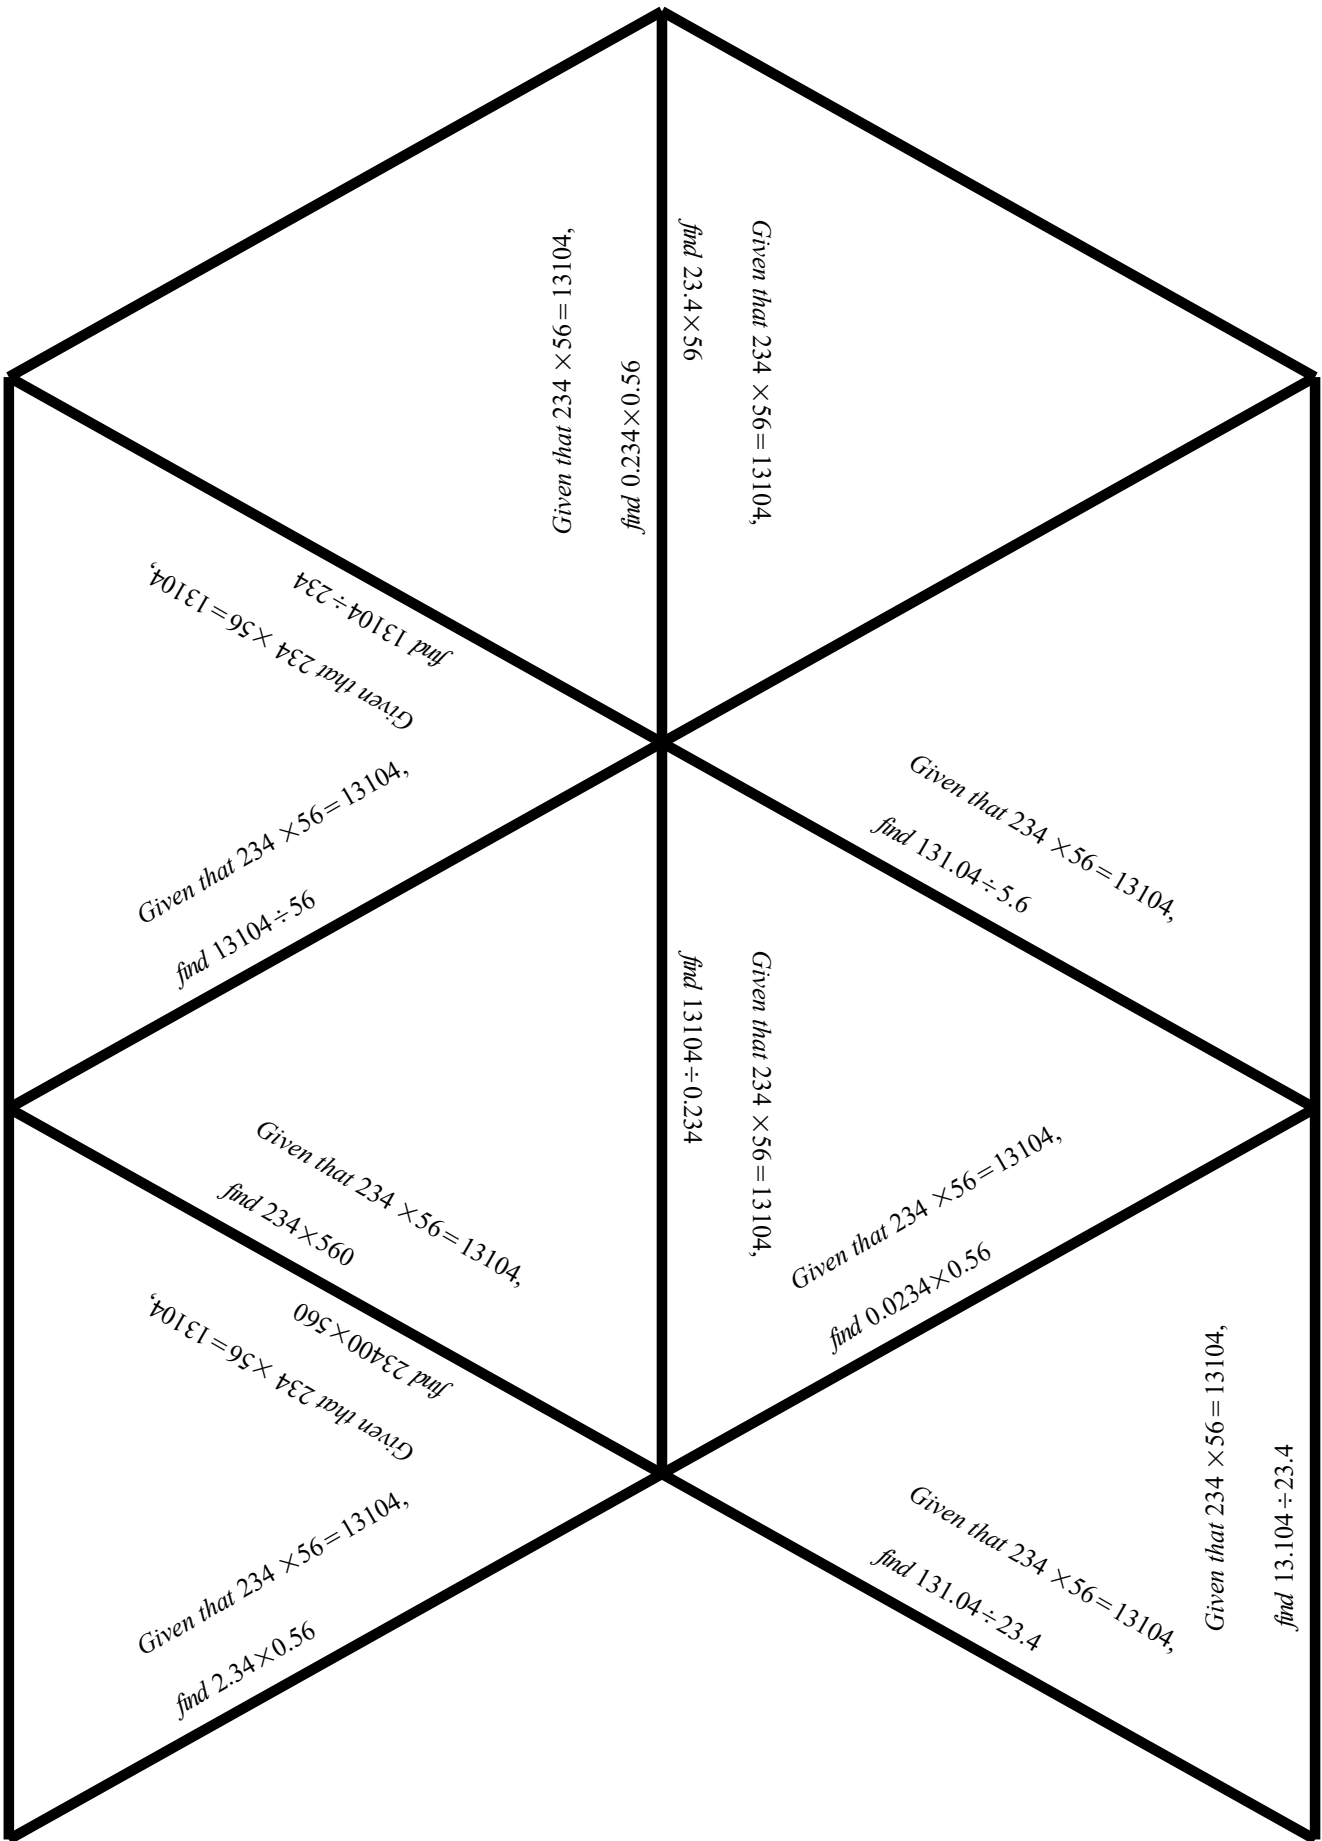 Given that 234 ×56=13104,
find 0.234×0.56
Given that 234 ×56=13104,
find 23.4×56
Given that 234 ×56=13104,
find 13104÷234
Given that 234 ×56=13104,
find 13104÷56
Given that 234 ×56=13104,
find 131.04÷5.6
Given that 234 ×56=13104,
find 13104÷0.234
Given that 234 ×56=13104,
find 234×560
Given that 234 ×56=13104,
find 0.0234×0.56
Given that 234 ×56=13104,
find 23400×560
Given that 234 ×56=13104,
find 2.34×0.56
Given that 234 ×56=13104,
find 131.04÷23.4
Given that 234 ×56=13104,
find 13.104÷23.4